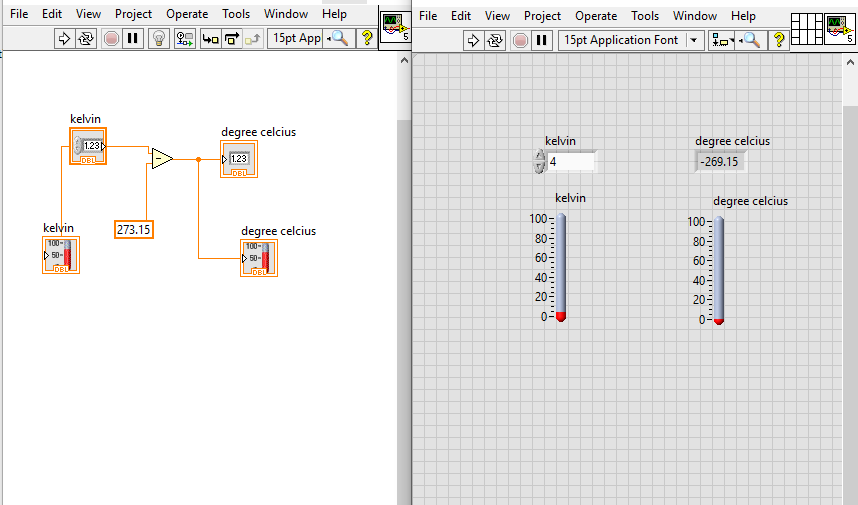 File Edit View Project Operate Tools Window Help
15pt App
?
5
kelvin
1.23
DBL
degree celcius
1.23
DBL
273.15
kelvin
100
50
DBL
degree celcius
100
50
DBL
File Edit View Project Operate Tools Window Help
15pt Application Font
?
5
kelvin
4
degree celcius
-269.15
kelvin
100
80
60
40
20
0
degree celcius
100
80
60
40
20
0